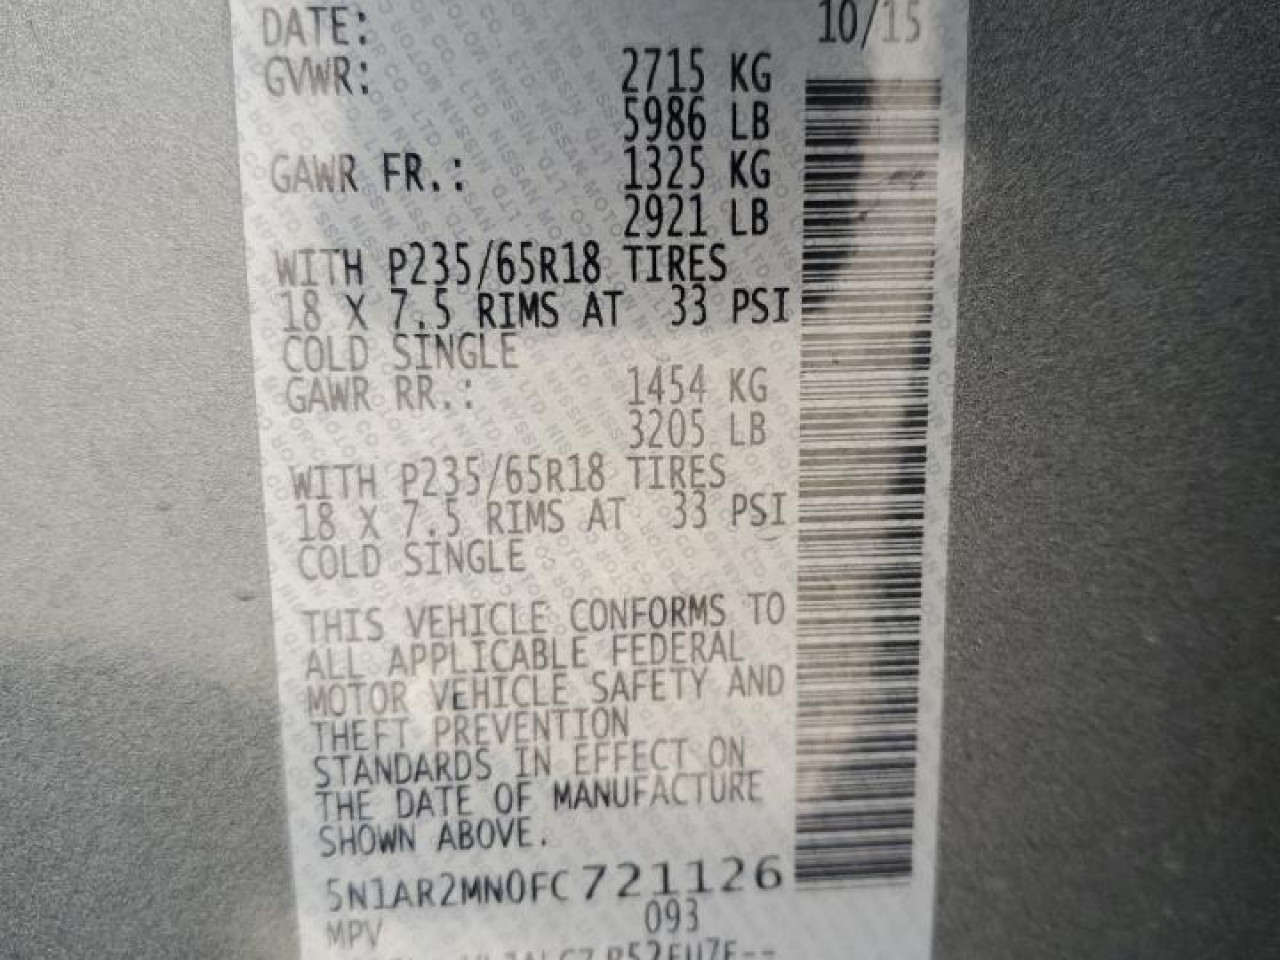 DATE: 10/15
GVWR: 2715 KG
5986 LB
GAWR FR.: 1325 KG
2921 LB
WITH P235/65R18 TIRES
18 X 7.5 RIMS AT 33 PSI
COLD SINGLE
GAWR RR.: 1454 KG
3205 LB
WITH P235/65R18 TIRES
18 X 7.5 RIMS AT 33 PSI
COLD SINGLE
THIS VEHICLE CONFORMS TO
ALL APPLICABLE FEDERAL
MOTOR VEHICLE SAFETY AND
THEFT PREVENTION
STANDARDS IN EFFECT ON
THE DATE OF MANUFACTURE
SHOWN ABOVE.
5N1AR2MN0FC721126
MPV 093